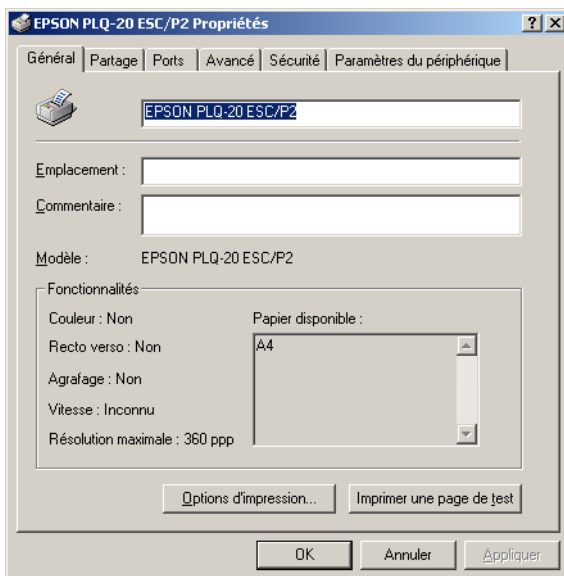 EPSON PLQ-20 ESC/P2 Propriétés
Général Partage Ports Avancé Sécurité Paramètres du périphérique
EPSON PLQ-20 ESC/P2
Emplacement :
Commentaire :
Modèle : EPSON PLQ-20 ESC/P2
Fonctionnalités
Couleur : Non Papier disponible :
Recto verso : Non A4
Agrafage : Non
Vitesse : Inconnu
Résolution maximale : 360 ppp
Options d'impression... Imprimer une page de test
OK Annuler Appliquer